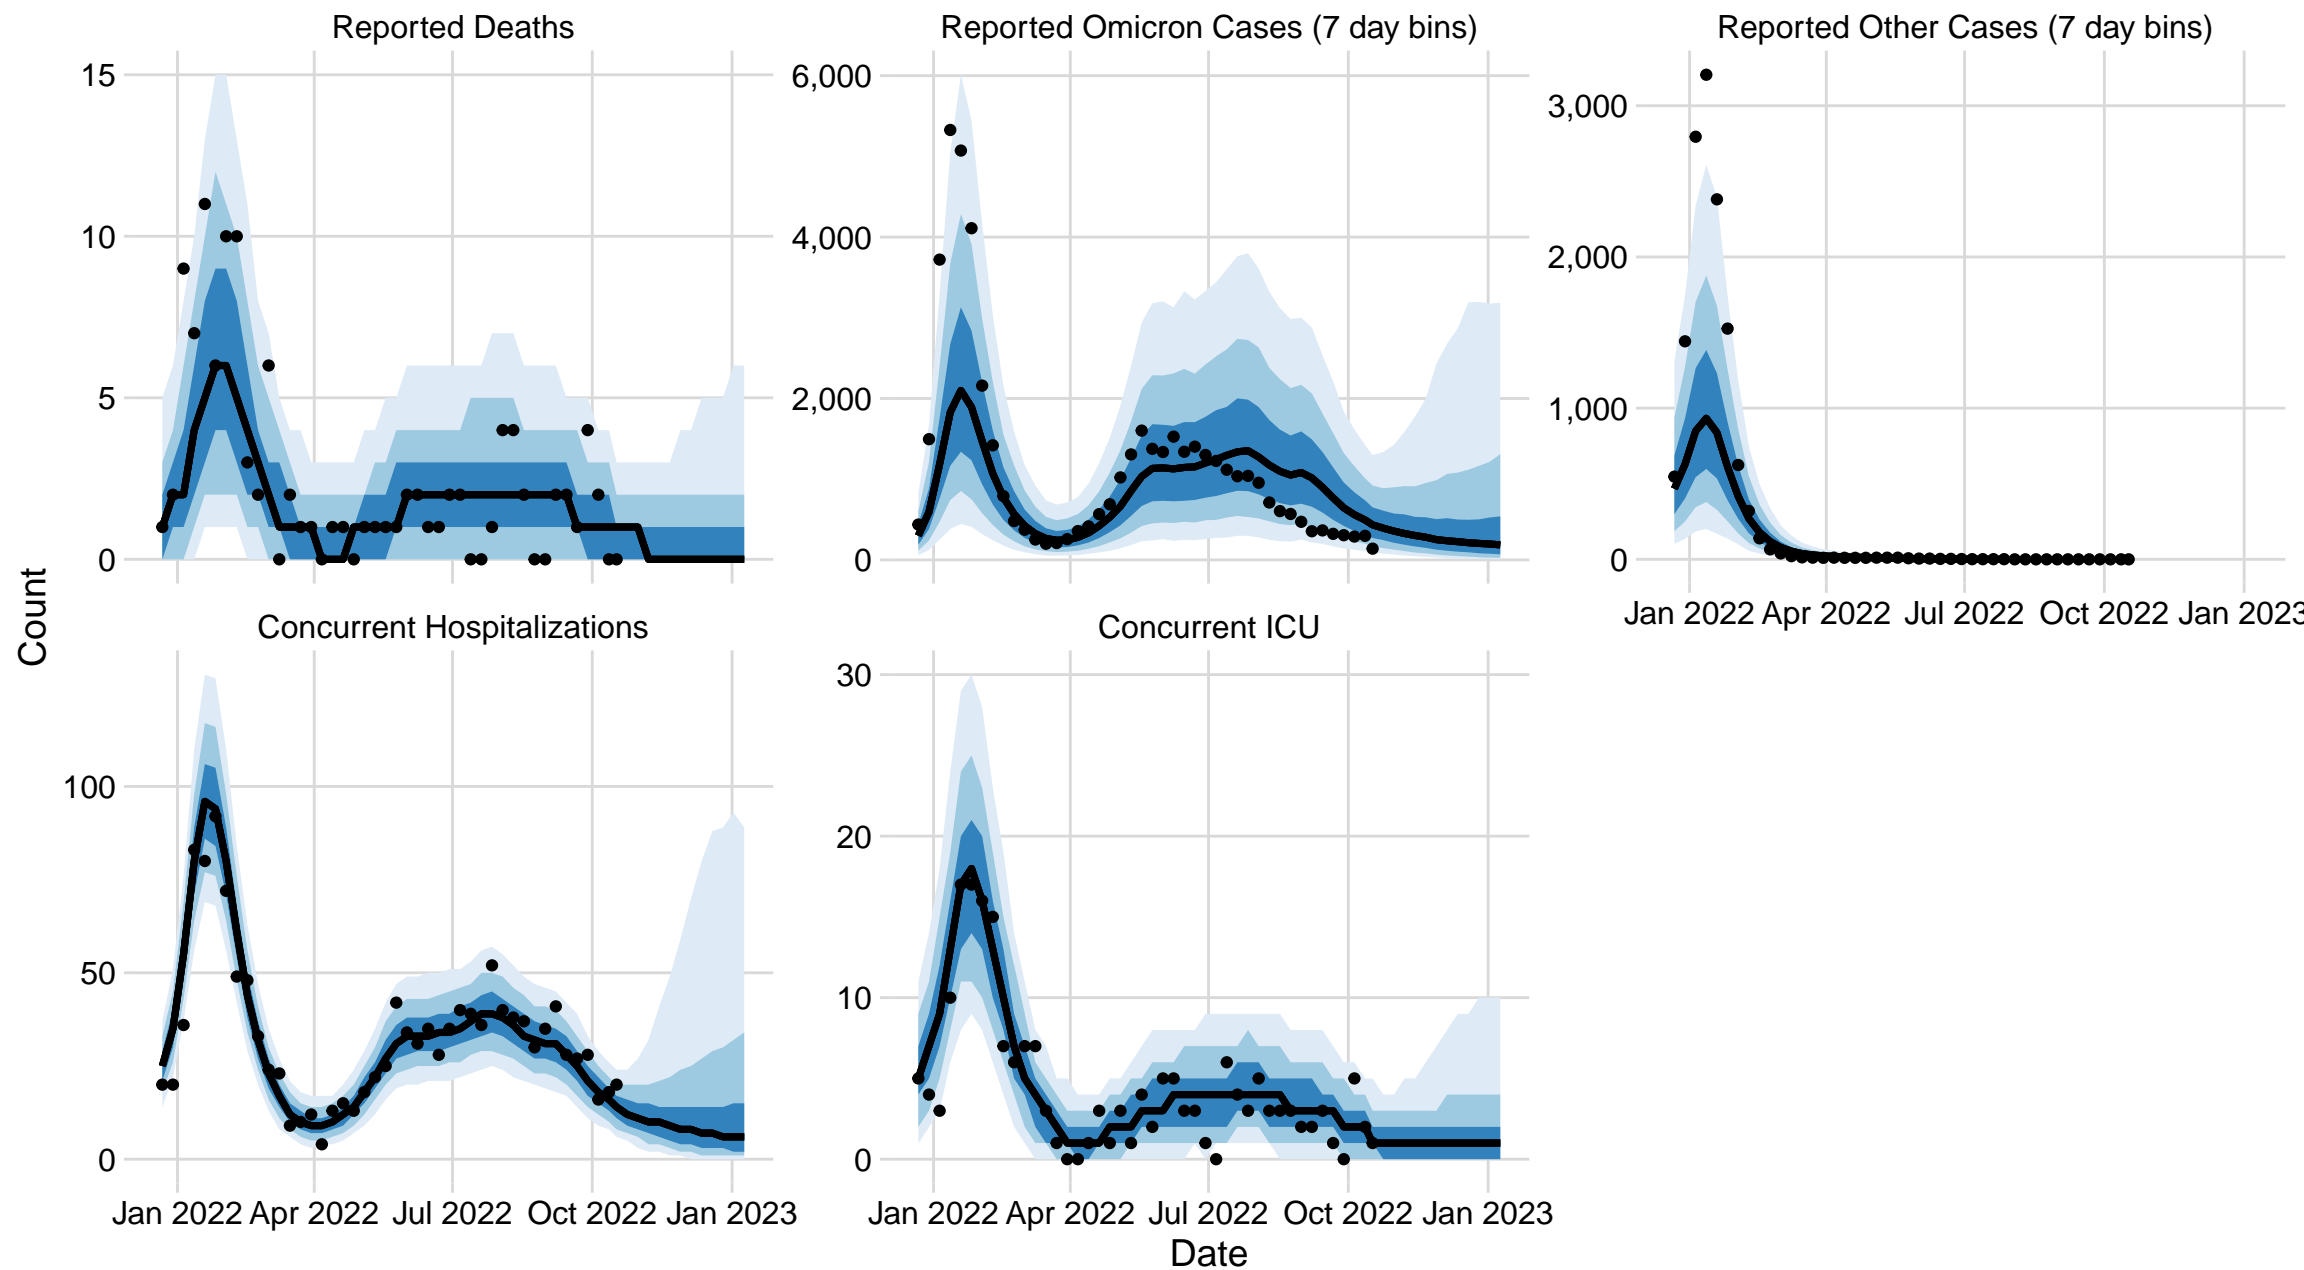 Reported Deaths
Reported Omicron Cases (7 day bins)
Reported Other Cases (7 day bins)
15
10
5
0
6,000
4,000
2,000
0
3,000
2,000
1,000
0
Jan 2022 Apr 2022 Jul 2022 Oct 2022 Jan 2023
Count
Concurrent Hospitalizations
Concurrent ICU
100
50
0
30
20
10
0
Jan 2022 Apr 2022 Jul 2022 Oct 2022 Jan 2023
Jan 2022 Apr 2022 Jul 2022 Oct 2022 Jan 2023
Date